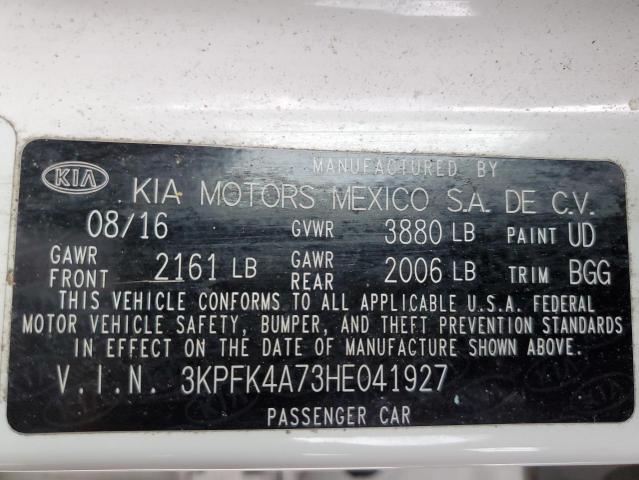 MANUFACTURED BY
KIA KIA MOTORS MEXICO S.A. DE C.V.
08/16 GVWR 3880 LB PAINT UD
GAWR FRONT 2161 LB GAWR REAR 2006 LB TRIM BGG
THIS VEHICLE CONFORMS TO ALL APPLICABLE U.S.A. FEDERAL
MOTOR VEHICLE SAFETY, BUMPER, AND THEFT PREVENTION STANDARDS
IN EFFECT ON THE DATE OF MANUFACTURE SHOWN ABOVE.
V.I.N. 3KPFK4A73HE041927
PASSENGER CAR